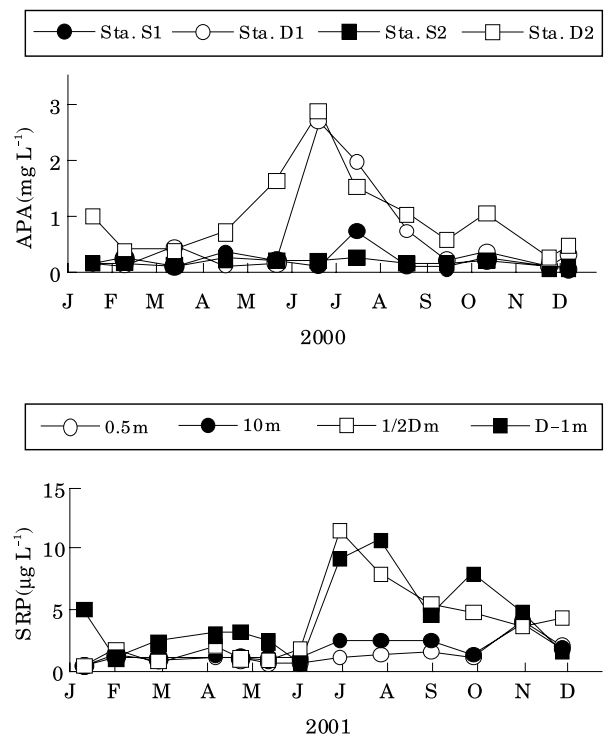 Sta. S1 Sta. D1 Sta. S2 Sta. D2
APA(mg L⁻¹)
3
2
1
0
J F M A M J J A S O N D
2000
0.5m 10m 1/2Dm D-1m
SRP(μg L⁻¹)
15
10
5
0
J F M A M J J A S O N D
2001